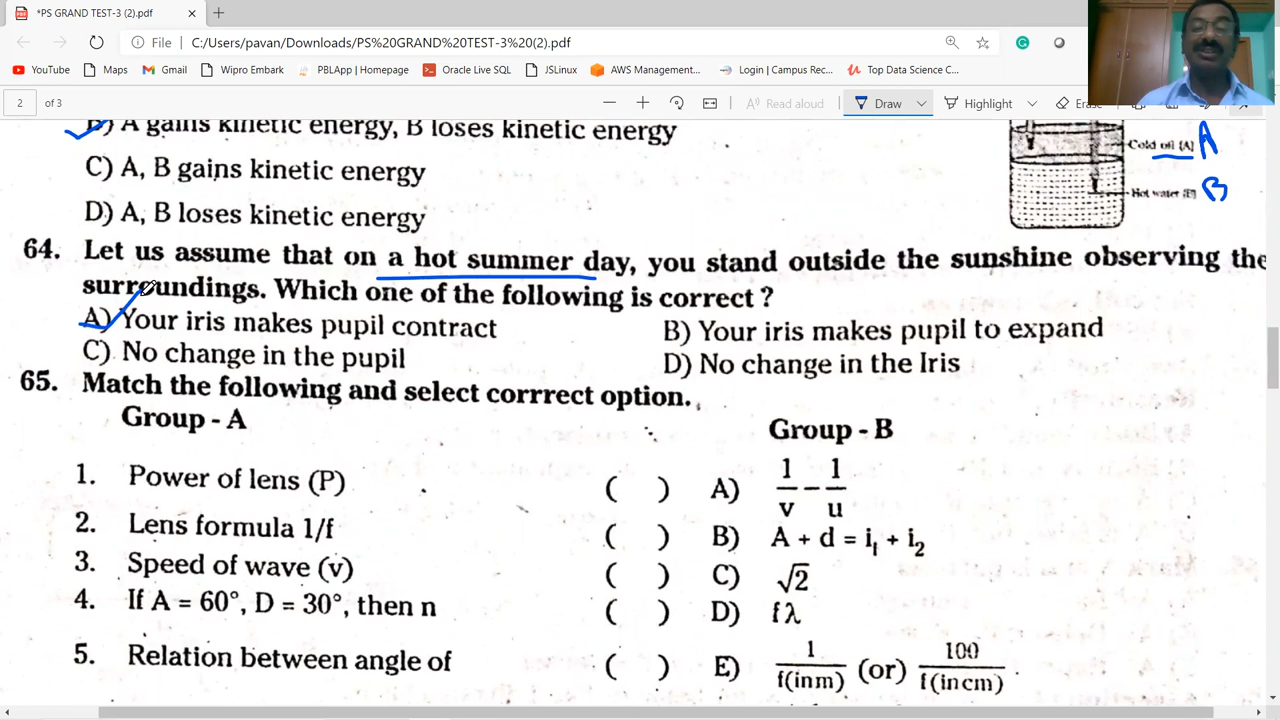 *PS GRAND TEST-3 (2).pdf
File C:/Users/pavan/Downloads/PS%20GRAND%20TEST-3%20(2).pdf
YouTube Maps Gmail Wipro Embark PBLApp | Homepage Oracle Live SQL JSLinux AWS Management... Login | Campus Rec... Top Data Science C...
2 of 3 Read aloud Draw Highlight Erase
B) A gains kinetic energy, B loses kinetic energy
Cold oil (A) A
C) A, B gains kinetic energy
Hot water B
D) A, B loses kinetic energy
64. Let us assume that on a hot summer day, you stand outside the sunshine observing the
surroundings. Which one of the following is correct ?
A) Your iris makes pupil contract B) Your iris makes pupil to expand
C) No change in the pupil D) No change in the Iris
65. Match the following and select corrrect option.
Group - A Group - B
1. Power of lens (P) ( ) A) 1/v - 1/u
2. Lens formula 1/f ( ) B) A + d = i₁ + i₂
3. Speed of wave (v) ( ) C) √2
4. If A = 60°, D = 30°, then n ( ) D) fλ
5. Relation between angle of ( ) E) 1/f(in m) (or) 100/f(in cm)